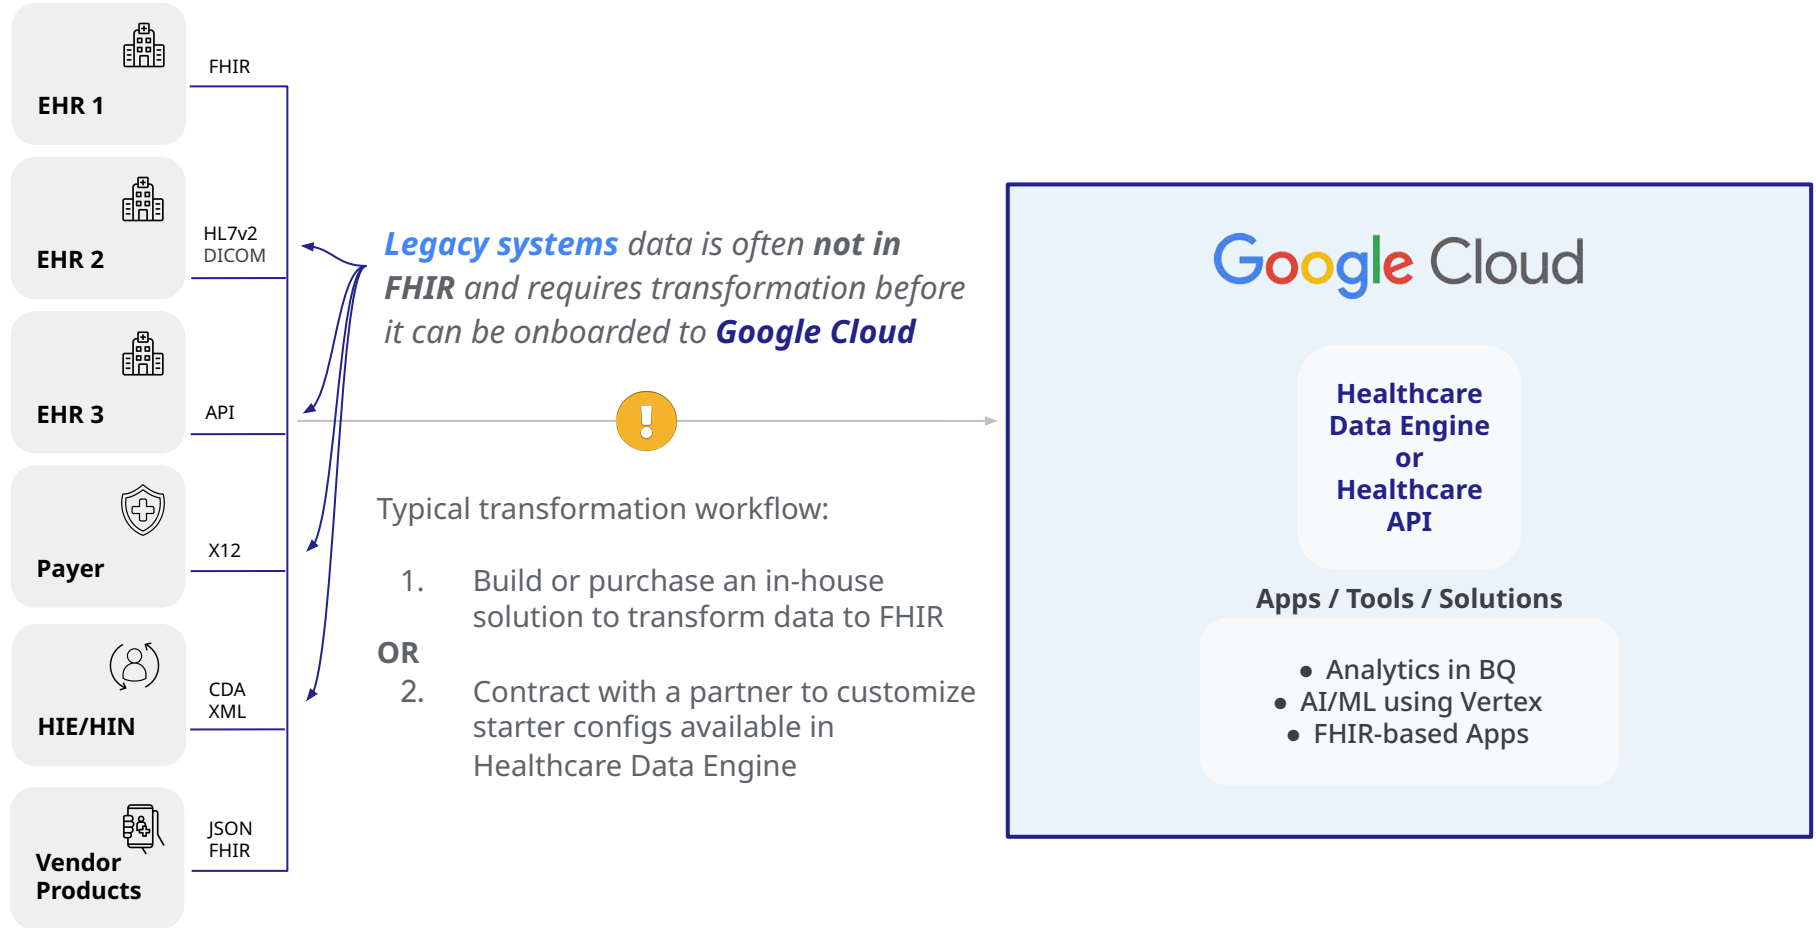 EHR 1
FHIR
EHR 2
HL7v2
DICOM
EHR 3
API
Payer
X12
HIE/HIN
CDA
XML
Vendor
Products
JSON
FHIR
Legacy systems data is often not in
FHIR and requires transformation before
it can be onboarded to Google Cloud
!
Typical transformation workflow:
1. Build or purchase an in-house
solution to transform data to FHIR
OR
2. Contract with a partner to customize
starter configs available in
Healthcare Data Engine
Google Cloud
Healthcare
Data Engine
or
Healthcare
API
Apps / Tools / Solutions
● Analytics in BQ
● AI/ML using Vertex
● FHIR-based Apps